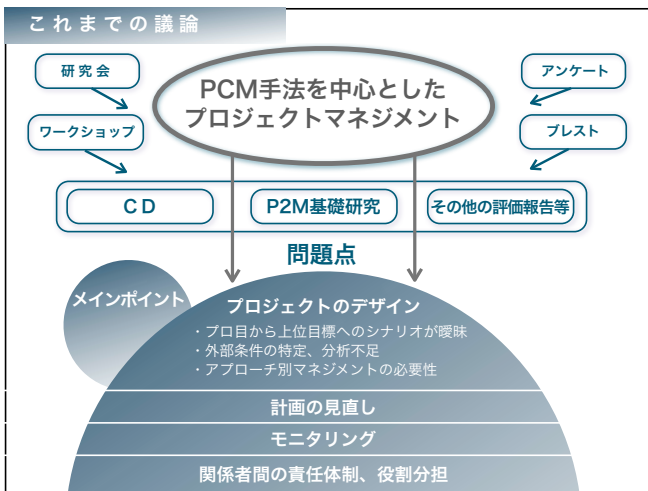 これまでの議論
研究会
PCM手法を中心とした
プロジェクトマネジメント
アンケート
ワークショップ
ブレスト
CD
P2M基礎研究
その他の評価報告等
問題点
メインポイント
プロジェクトのデザイン
・プロ目から上位目標へのシナリオが曖昧
・外部条件の特定、分析不足
・アプローチ別マネジメントの必要性
計画の見直し
モニタリング
関係者間の責任体制、役割分担